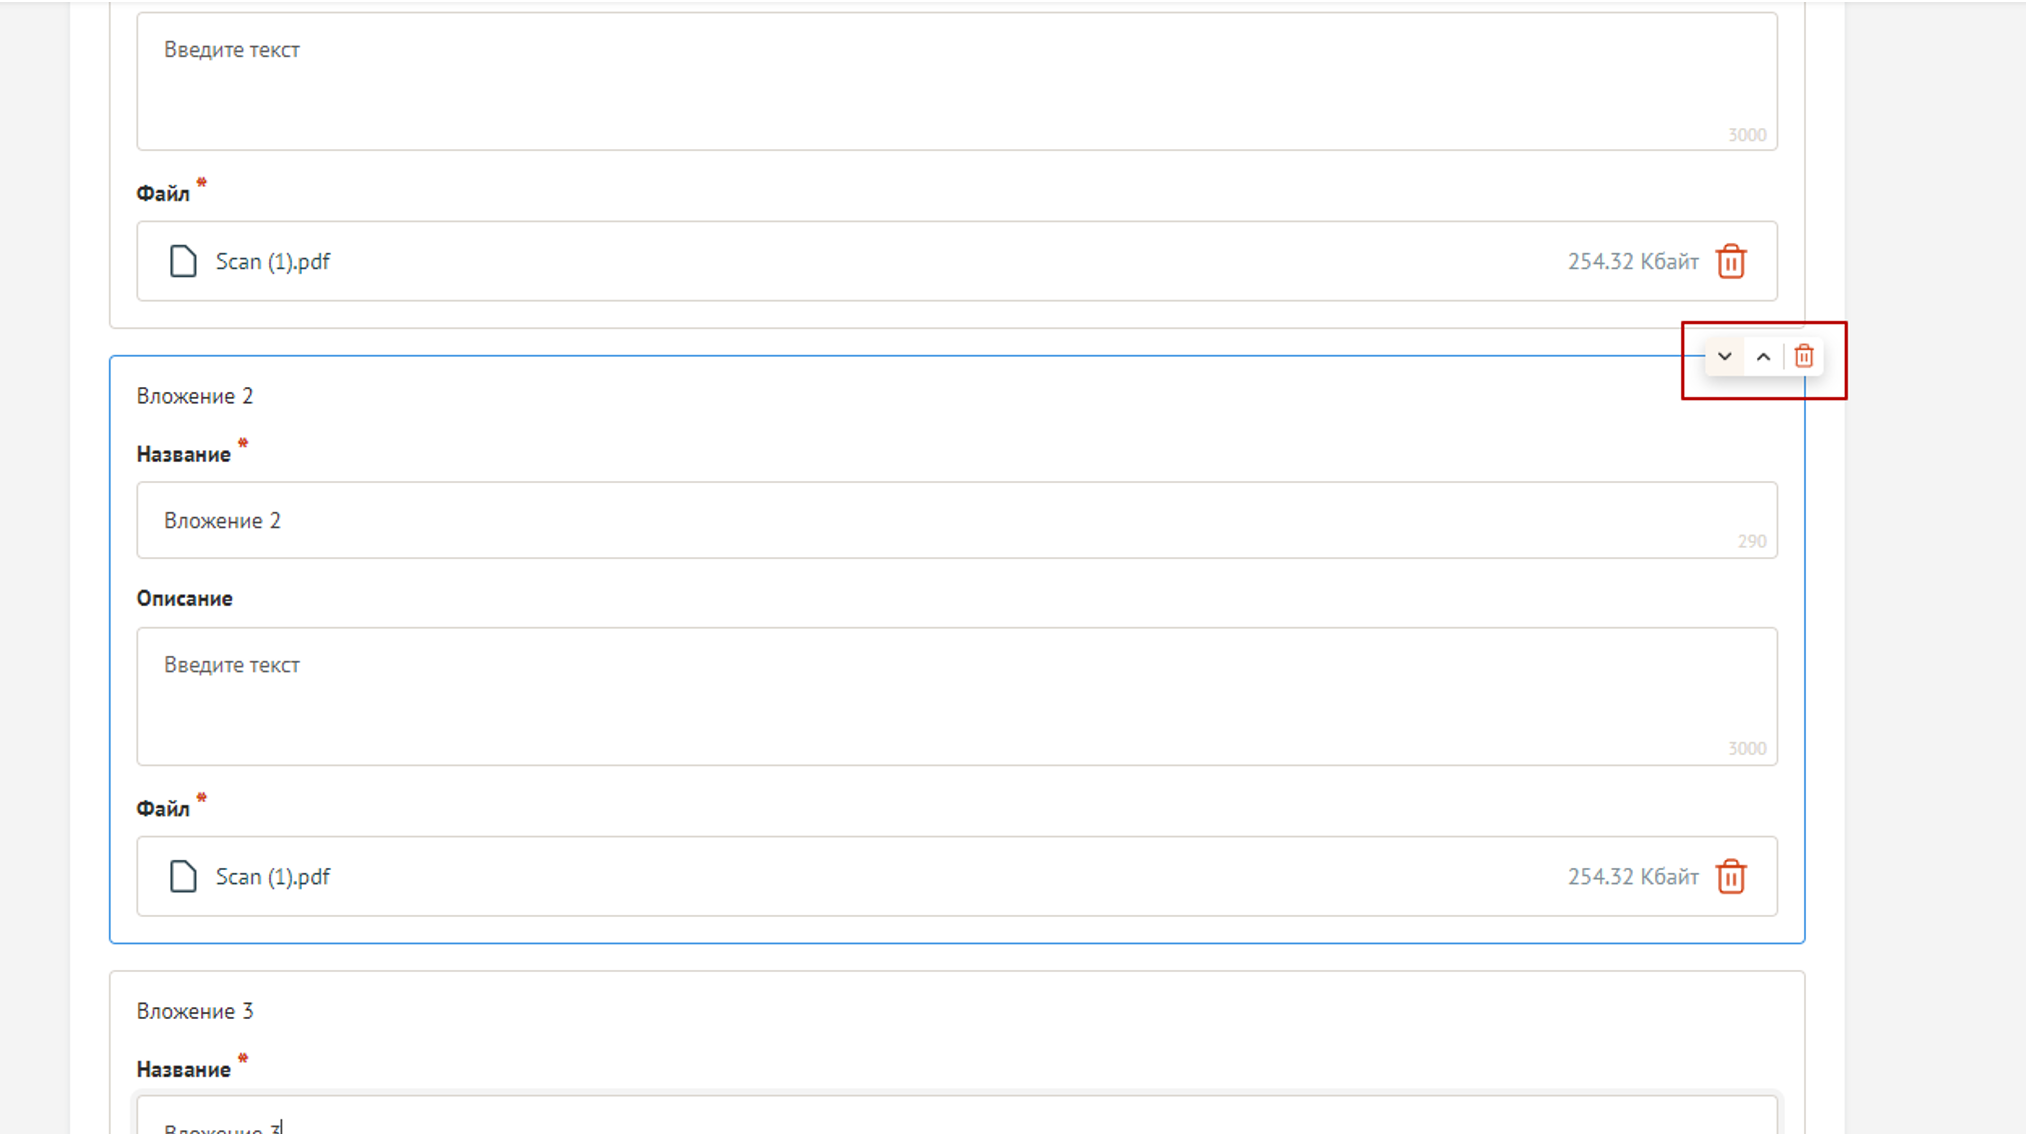 Введите текст
3000
Файл *
Scan (1).pdf 254.32 Кбайт
Вложение 2
Название *
Вложение 2
290
Описание
Введите текст
3000
Файл *
Scan (1).pdf 254.32 Кбайт
Вложение 3
Название *
Вложение 3